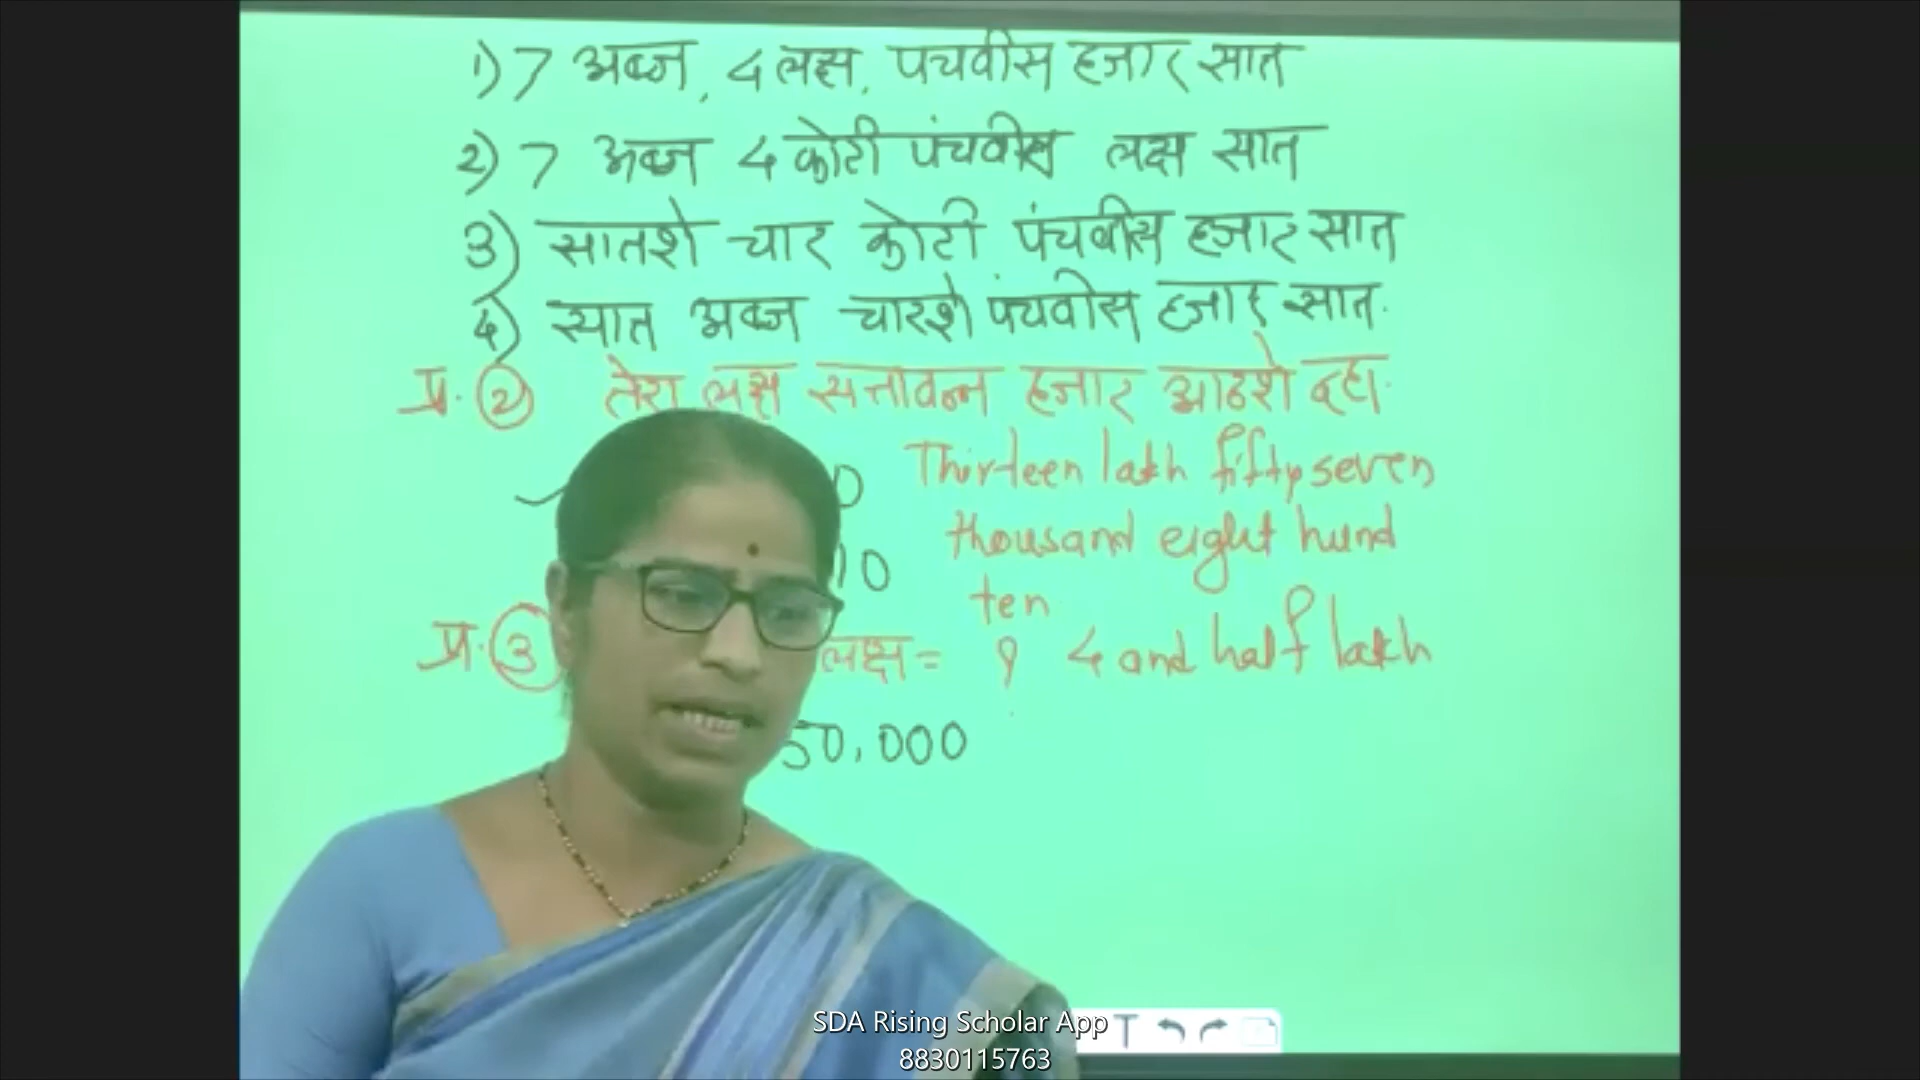 1) 7 अब्ज, 4 लक्ष, पंचवीस हजार सात
2) 7 अब्ज 4 कोटी पंचवीस लक्ष सात
3) सातशे चार कोटी पंचवीस हजार सात
4) सात अब्ज चारशे पंचवीस हजार सात.
प्र. 2 तेरा लक्ष सत्तावन्न हजार आठशे दहा.
0 Thirteen lakh fifty seven
thousand eight hund
10
ten
प्र. 3 लक्ष = ? 4 and half lakh
50,000
SDA Rising Scholar App
8830115763